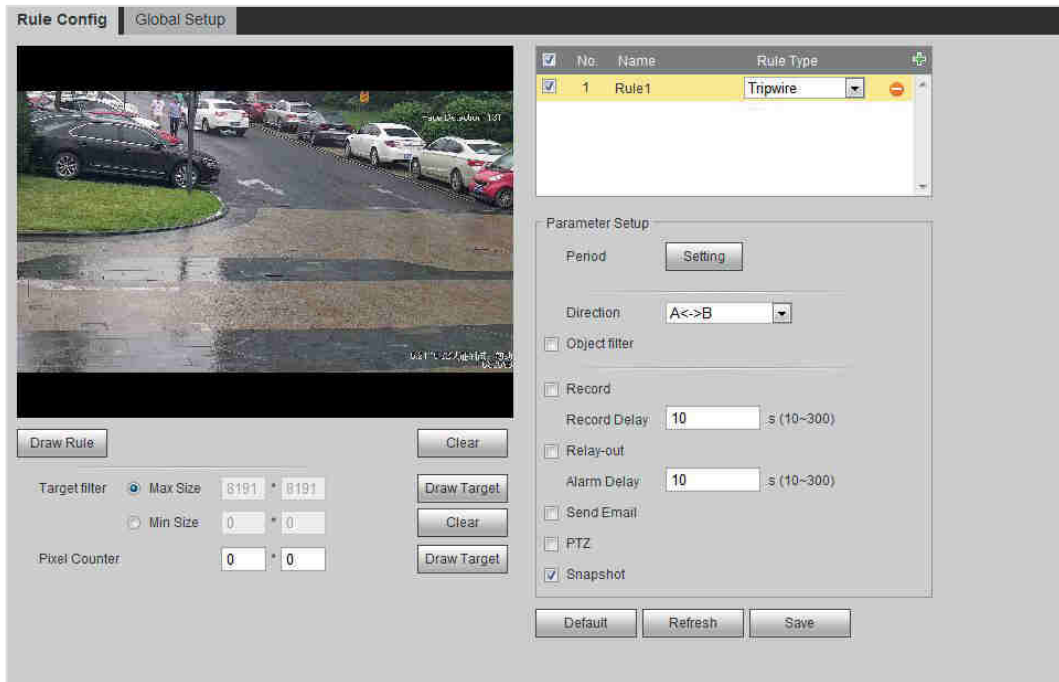 Rule Config Global Setup
No. Name Rule Type
1 Rule1 Tripwire
Parameter Setup
Period Setting
Direction A<->B
Object filter
Record
Record Delay 10 s (10~300)
Relay-out
Alarm Delay 10 s (10~300)
Send Email
PTZ
Snapshot
Default Refresh Save
Draw Rule Clear
Target filter Max Size 8191 * 8191 Draw Target
Min Size 0 * 0 Clear
Pixel Counter 0 * 0 Draw Target